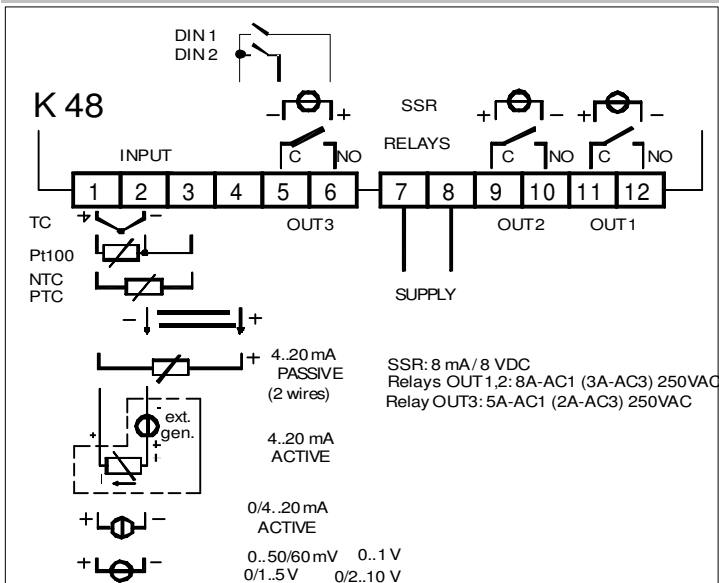 DIN 1
DIN 2
K 48
− + SSR + − + −
RELAYS
INPUT C NO C NO C NO
1 2 3 4 5 6 7 8 9 10 11 12
TC + − OUT3 OUT2 OUT1
Pt100
NTC
PTC
SUPPLY
− +
+ 4..20 mA
PASSIVE
(2 wires)
SSR: 8 mA / 8 VDC
Relays OUT1,2: 8A-AC1 (3A-AC3) 250VAC
Relay OUT3: 5A-AC1 (2A-AC3) 250VAC
- ext.
gen.
+ +
I
4..20 mA
ACTIVE
+ − 0/4..20 mA
ACTIVE
+ − 0..50/60 mV 0..1 V
0/1..5 V 0/2..10 V